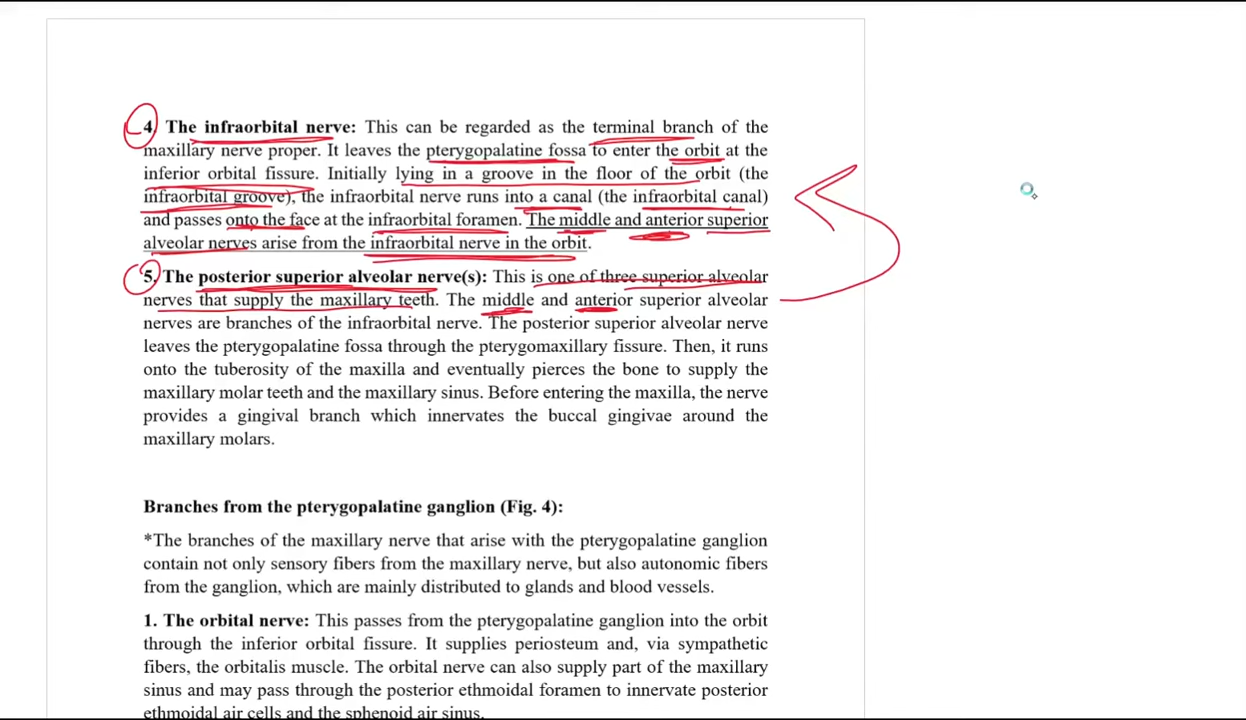 4. The infraorbital nerve: This can be regarded as the terminal branch of the
maxillary nerve proper. It leaves the pterygopalatine fossa to enter the orbit at the
inferior orbital fissure. Initially lying in a groove in the floor of the orbit (the
infraorbital groove), the infraorbital nerve runs into a canal (the infraorbital canal)
and passes onto the face at the infraorbital foramen. The middle and anterior superior
alveolar nerves arise from the infraorbital nerve in the orbit.
5. The posterior superior alveolar nerve(s): This is one of three superior alveolar
nerves that supply the maxillary teeth. The middle and anterior superior alveolar
nerves are branches of the infraorbital nerve. The posterior superior alveolar nerve
leaves the pterygopalatine fossa through the pterygomaxillary fissure. Then, it runs
onto the tuberosity of the maxilla and eventually pierces the bone to supply the
maxillary molar teeth and the maxillary sinus. Before entering the maxilla, the nerve
provides a gingival branch which innervates the buccal gingivae around the
maxillary molars.
Branches from the pterygopalatine ganglion (Fig. 4):
*The branches of the maxillary nerve that arise with the pterygopalatine ganglion
contain not only sensory fibers from the maxillary nerve, but also autonomic fibers
from the ganglion, which are mainly distributed to glands and blood vessels.
1. The orbital nerve: This passes from the pterygopalatine ganglion into the orbit
through the inferior orbital fissure. It supplies periosteum and, via sympathetic
fibers, the orbitalis muscle. The orbital nerve can also supply part of the maxillary
sinus and may pass through the posterior ethmoidal foramen to innervate posterior
ethmoidal air cells and the sphenoid air sinus.